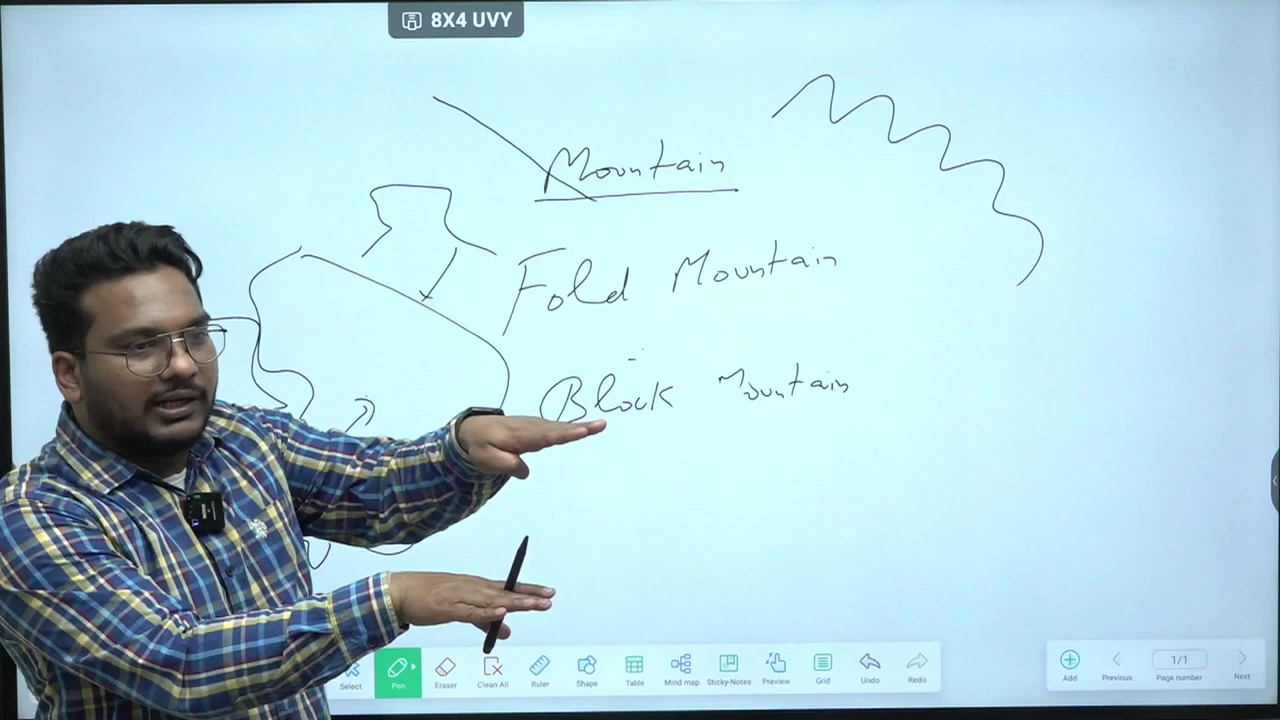 8X4 UVY
Mountain
Fold Mountain
Block Mountain
Select Pen Eraser Clean All Ruler Shape Table Mind map Sticky-Notes Preview Grid Undo Redo
Add Previous 1/1 Page number Next